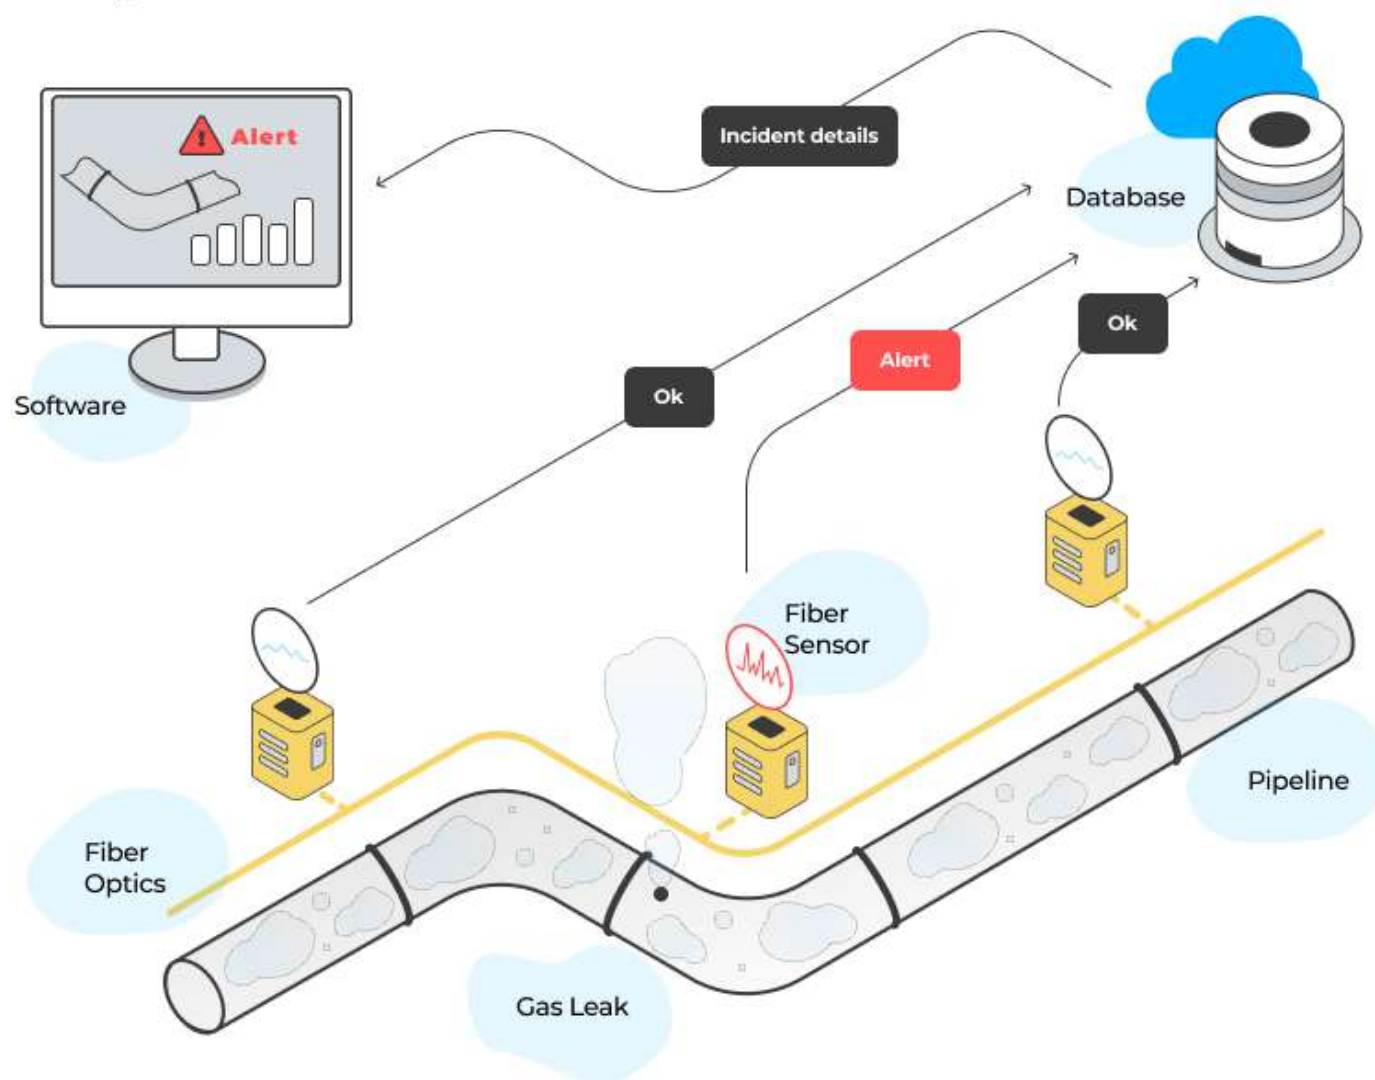 Alert
Incident details
Database
Ok
Alert
Ok
Software
Fiber
Sensor
Pipeline
Fiber
Optics
Gas Leak